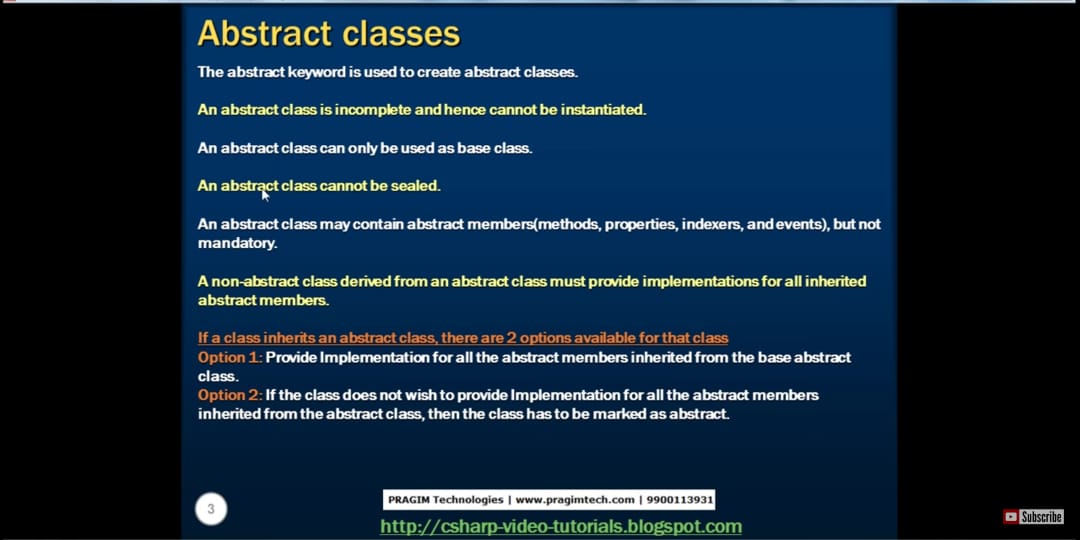 Abstract classes
The abstract keyword is used to create abstract classes.
An abstract class is incomplete and hence cannot be instantiated.
An abstract class can only be used as base class.
An abstract class cannot be sealed.
An abstract class may contain abstract members(methods, properties, indexers, and events), but not
mandatory.
A non-abstract class derived from an abstract class must provide implementations for all inherited
abstract members.
If a class inherits an abstract class, there are 2 options available for that class
Option 1: Provide Implementation for all the abstract members inherited from the base abstract
class.
Option 2: If the class does not wish to provide Implementation for all the abstract members
inherited from the abstract class, then the class has to be marked as abstract.
3
PRAGIM Technologies | www.pragimtech.com | 9900113931
http://csharp-video-tutorials.blogspot.com
Subscribe